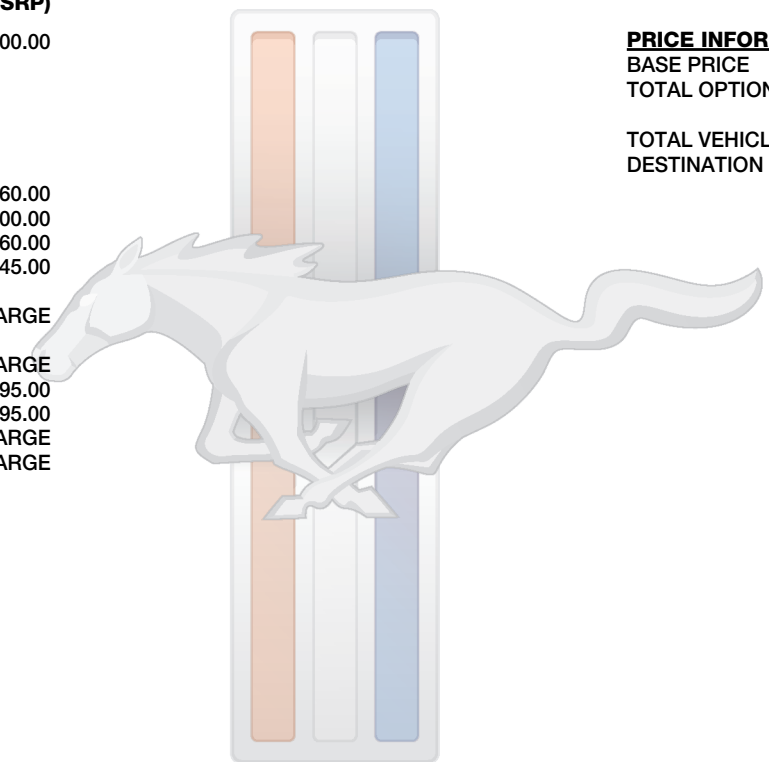 SRP)
00.00
60.00
00.00
60.00
45.00
ARGE
ARGE
95.00
95.00
ARGE
ARGE
PRICE INFOR
BASE PRICE
TOTAL OPTION
TOTAL VEHICL
DESTINATION